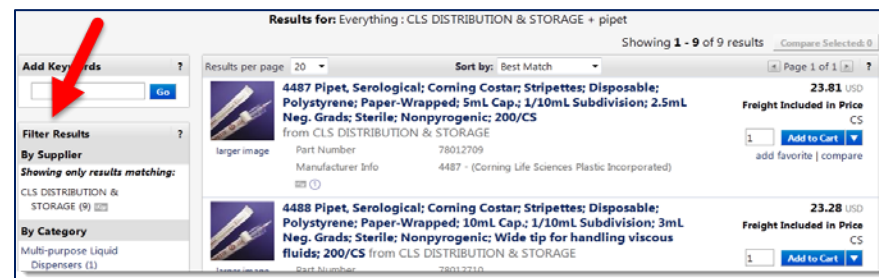 Results for: Everything : CLS DISTRIBUTION & STORAGE + pipet
Showing 1 - 9 of 9 results Compare Selected: 0
Add Keywords ?
Go
Filter Results ?
By Supplier
Showing only results matching:
CLS DISTRIBUTION &
STORAGE (9)
By Category
Multi-purpose Liquid
Dispensers (1)
Results per page 20 Sort by: Best Match Page 1 of 1 ?
4487 Pipet, Serological; Corning Costar; Stripettes; Disposable;
Polystyrene; Paper-Wrapped; 5mL Cap.; 1/10mL Subdivision; 2.5mL
Neg. Grads; Sterile; Nonpyrogenic; 200/CS
from CLS DISTRIBUTION & STORAGE
larger image
Part Number 78012709
Manufacturer Info 4487 - (Corning Life Sciences Plastic Incorporated)
23.81 USD
Freight Included in Price
CS
1 Add to Cart
add favorite | compare
4488 Pipet, Serological; Corning Costar; Stripettes; Disposable;
Polystyrene; Paper-Wrapped; 10mL Cap.; 1/10mL Subdivision; 3mL
Neg. Grads; Sterile; Nonpyrogenic; Wide tip for handling viscous
fluids; 200/CS from CLS DISTRIBUTION & STORAGE
larger image
Part Number 78012710
23.28 USD
Freight Included in Price
CS
1 Add to Cart